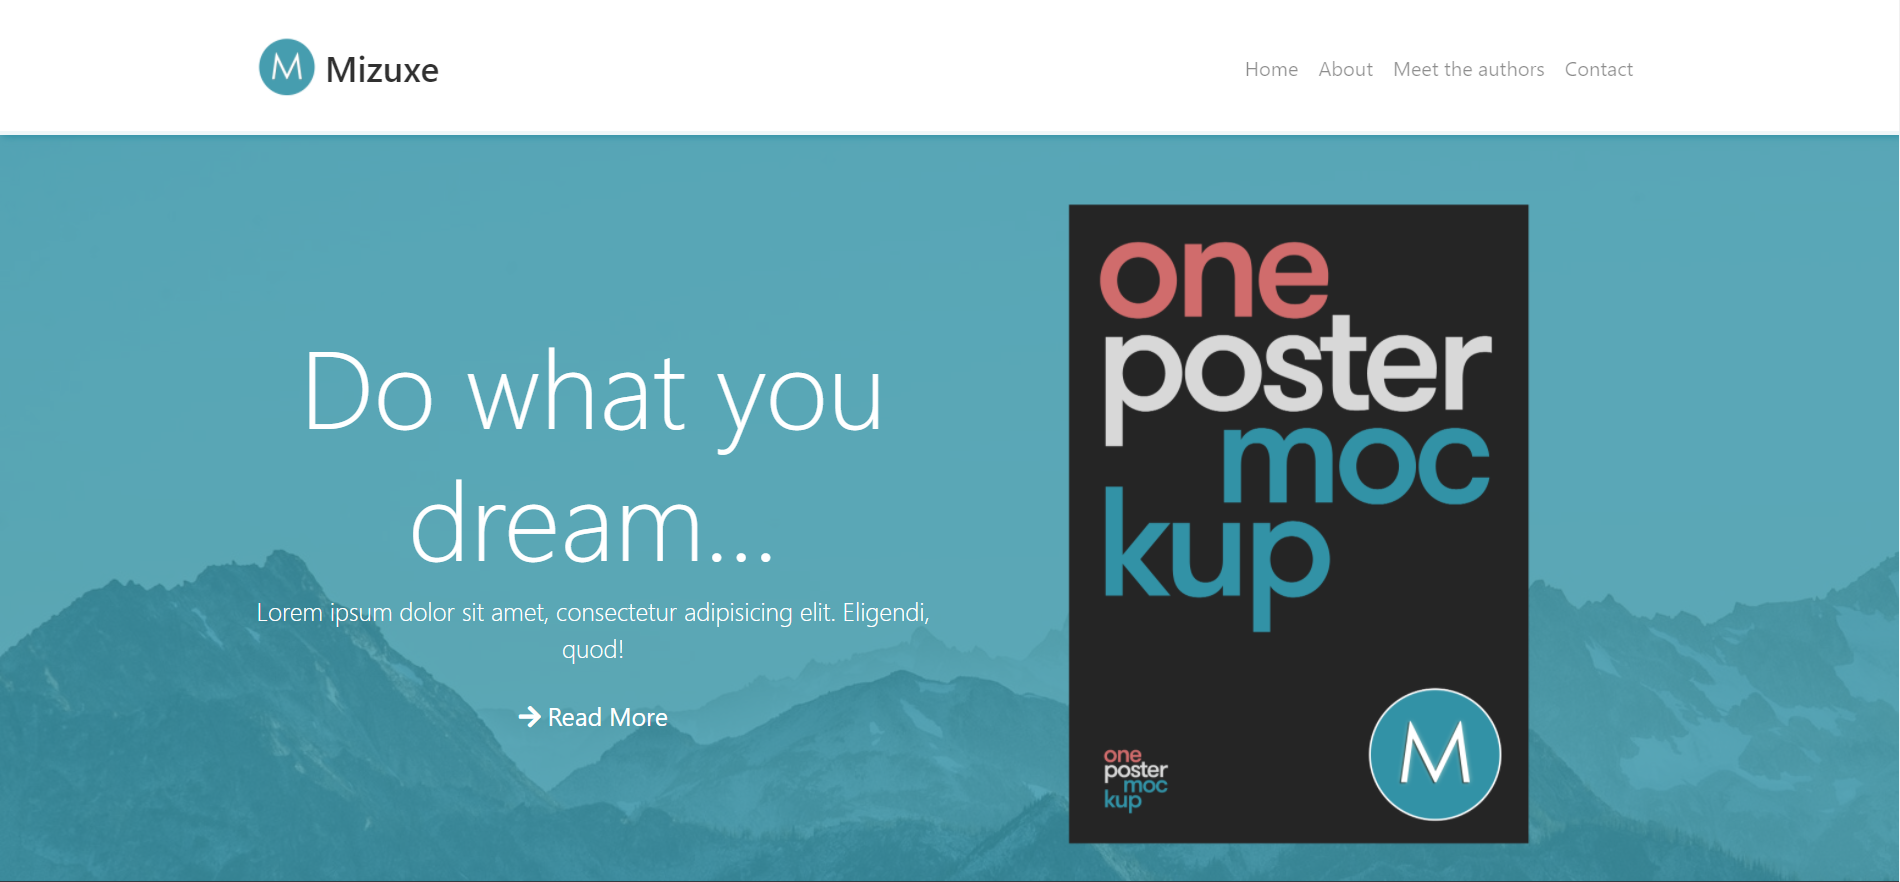 M Mizuxe
Home About Meet the authors Contact
Do what you
dream...
Lorem ipsum dolor sit amet, consectetur adipisicing elit. Eligendi,
quod!
Read More
one
poster
moc
kup
one
poster
moc
kup
M